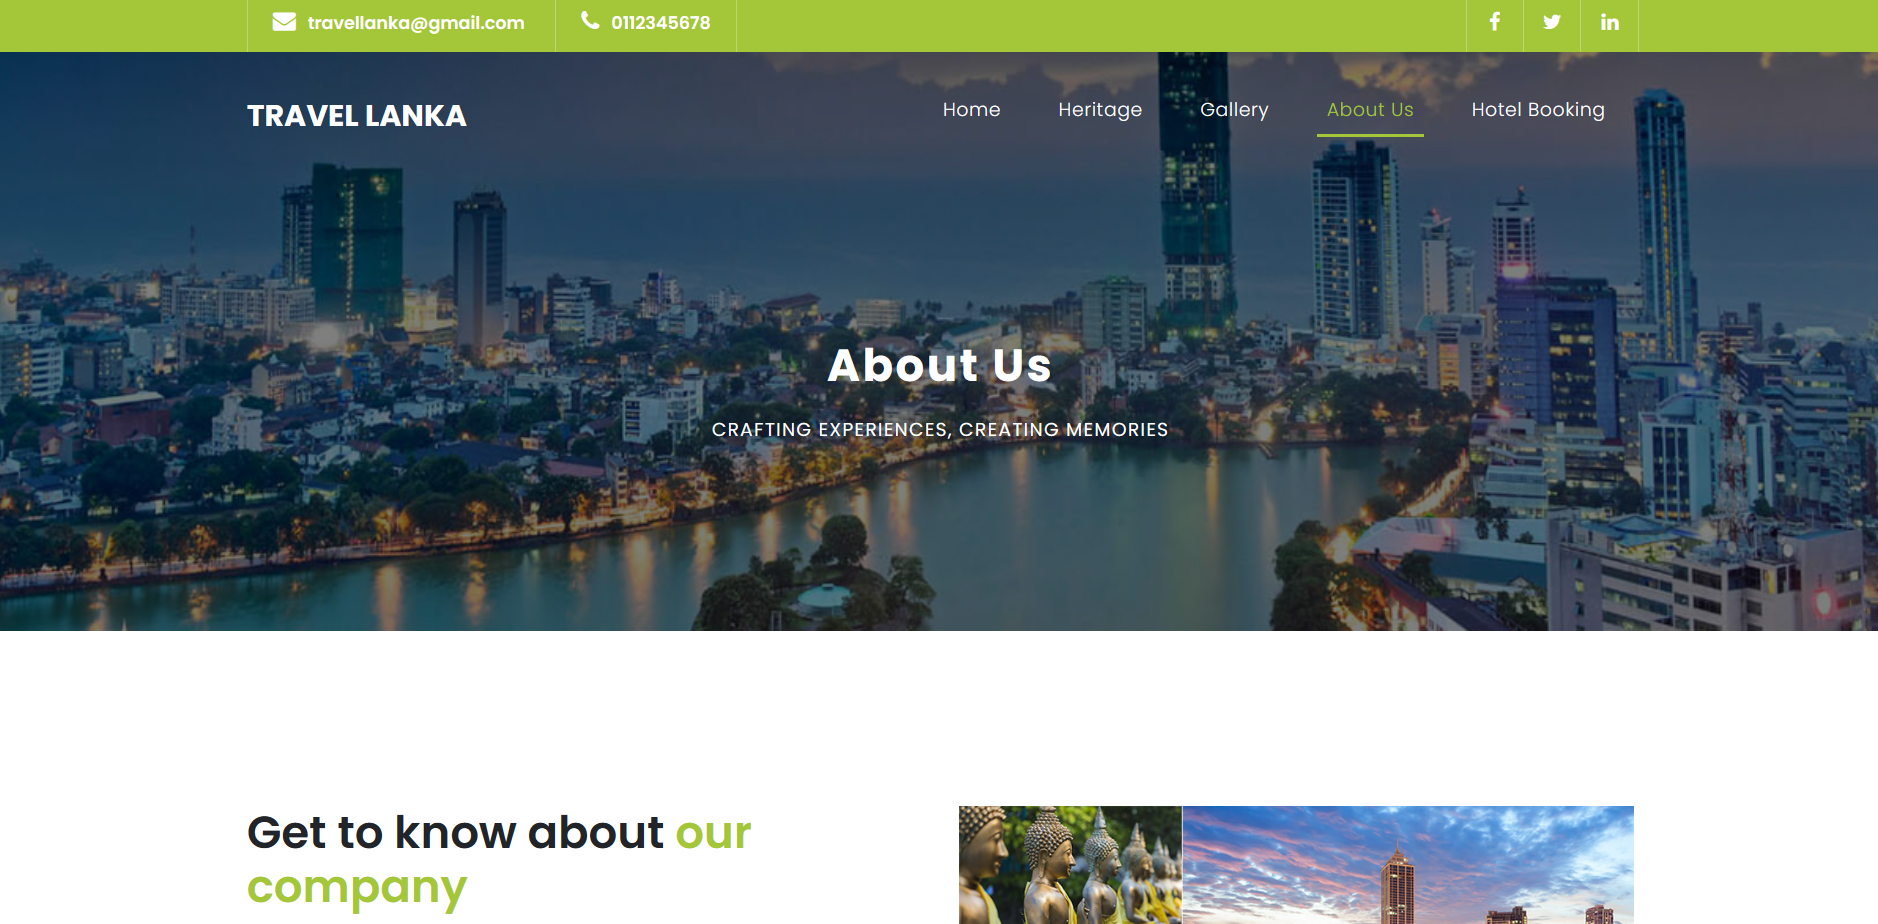 travellanka@gmail.com
0112345678
TRAVEL LANKA
Home
Heritage
Gallery
About Us
Hotel Booking
About Us
CRAFTING EXPERIENCES, CREATING MEMORIES
Get to know about our
company